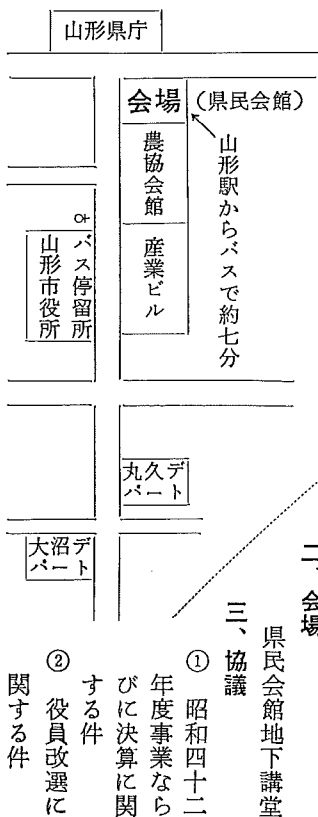 二、会場
県民会館地下講堂
三、協議
① 昭和四十二
年度事業なら
びに決算に関
する件
② 役員改選に
関する件
山形県庁
会場
(県民会館)
山形駅からバスで約七分
農協会館
産業ビル
バス停留所
山形市役所
丸久デ
パート
大沼デ
パート